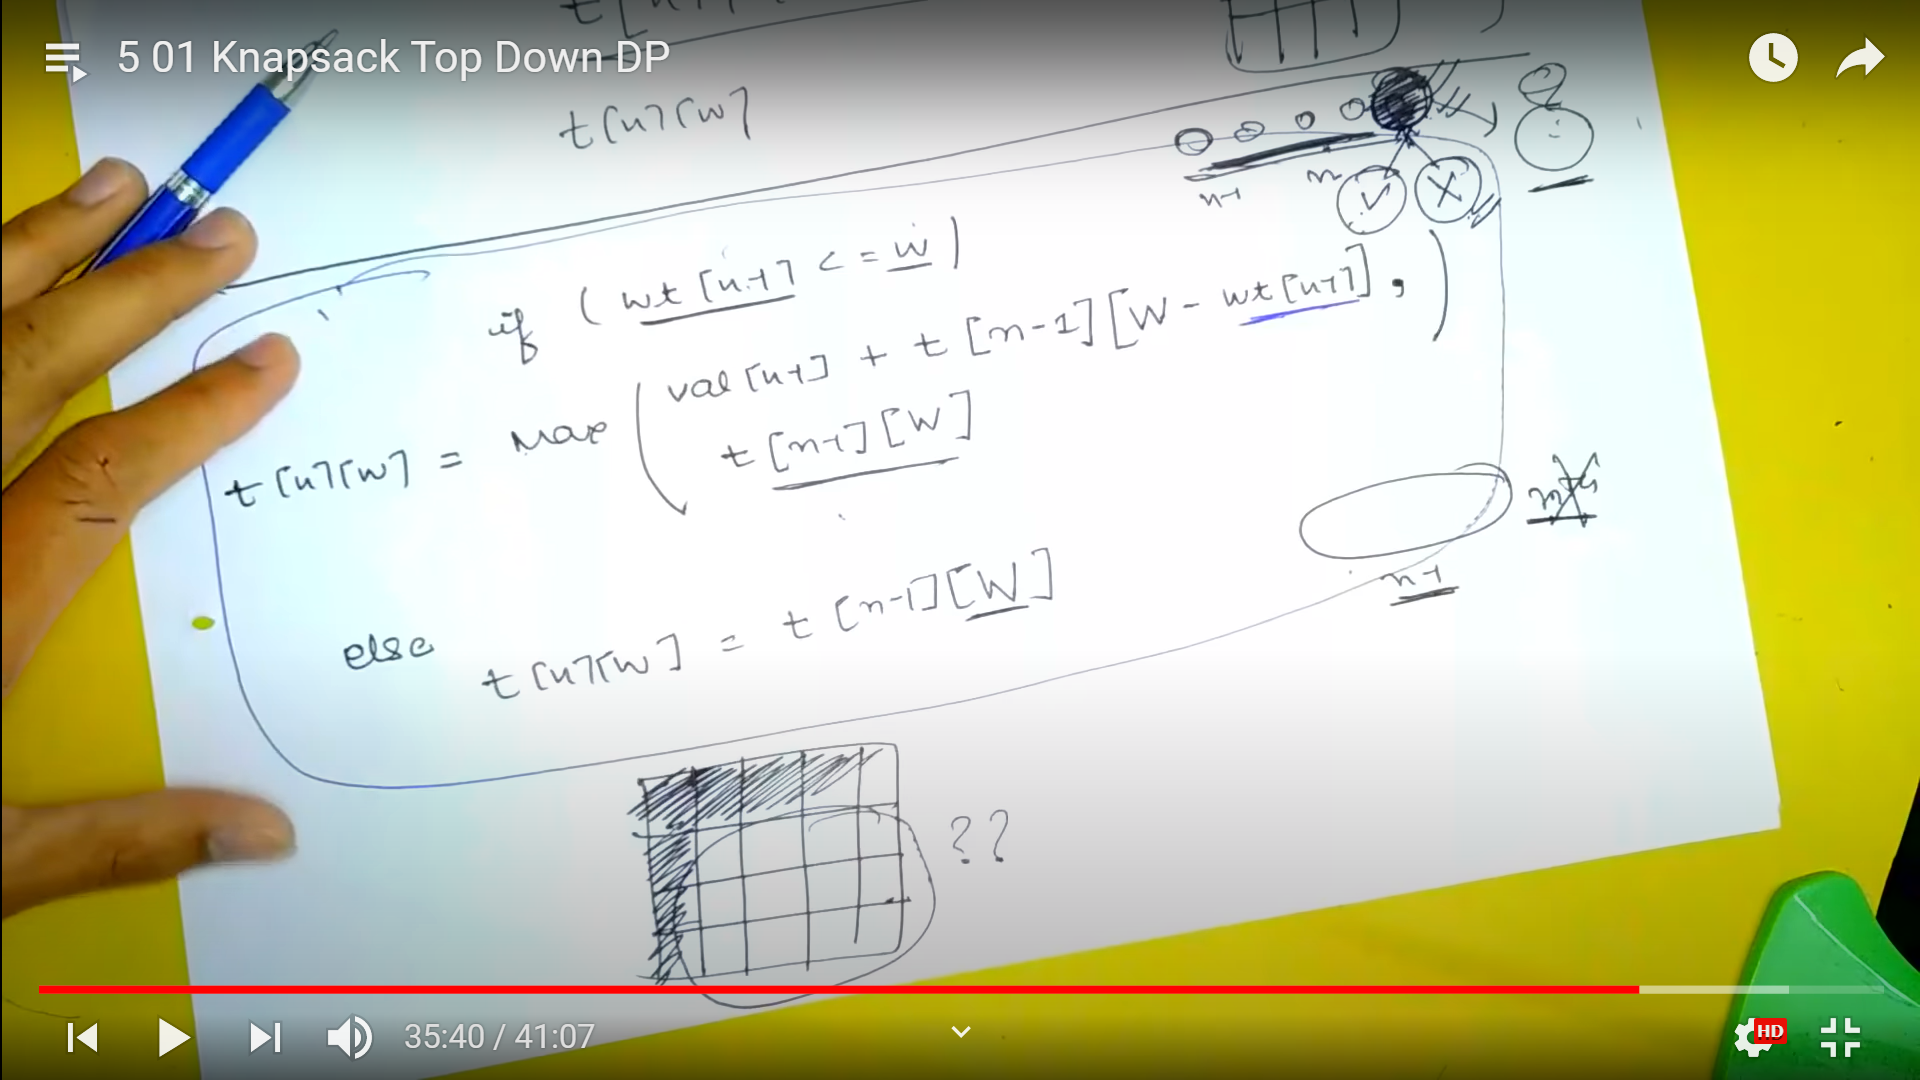 5 01 Knapsack Top Down DP
t[n][w]
n-1 n
if (wt[n-1] <= w)
val[n-1] + t[n-1][W - wt[n-1]],
t[n][w] = Max
t[n-1][W]
n-1
else
t[n][w] = t[n-1][W]
??
35:40 / 41:07
HD